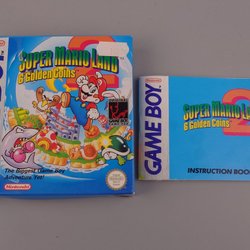 SUPER MARIO LAND
2
6 Golden Coins
The Biggest Game Boy
Adventure Yet!
Nintendo
Nintendo
GAME BOY
SUPER MARIO LAND
2
6 Golden Coins
INSTRUCTION BOO